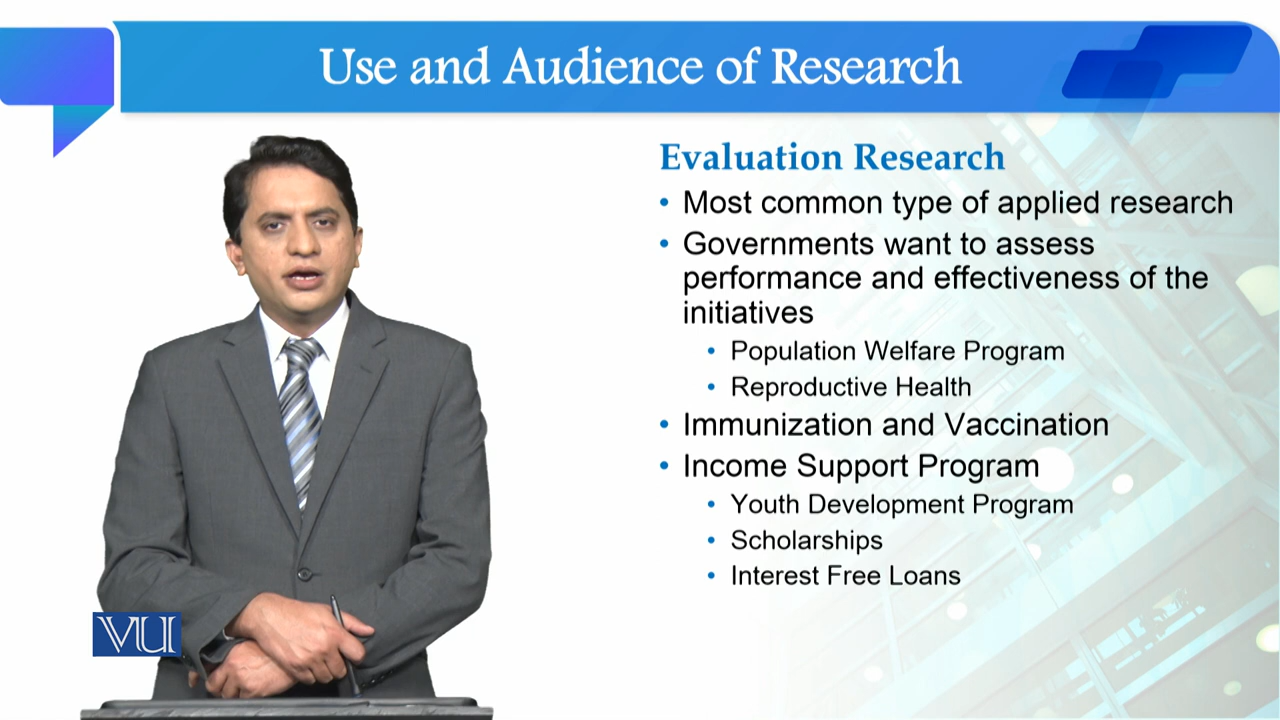 Use and Audience of Research
Evaluation Research
• Most common type of applied research
• Governments want to assess
performance and effectiveness of the
initiatives
• Population Welfare Program
• Reproductive Health
• Immunization and Vaccination
• Income Support Program
• Youth Development Program
• Scholarships
• Interest Free Loans
VU